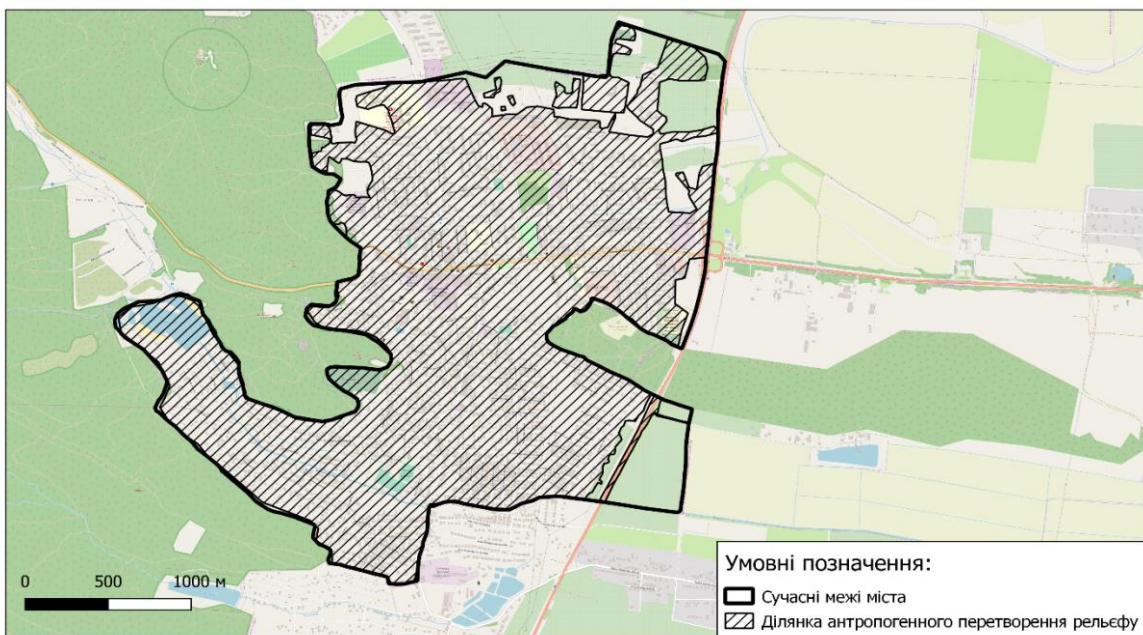 0 500 1000 м
Умовні позначення:
Сучасні межі міста
Ділянка антропогенного перетворення рельєфу